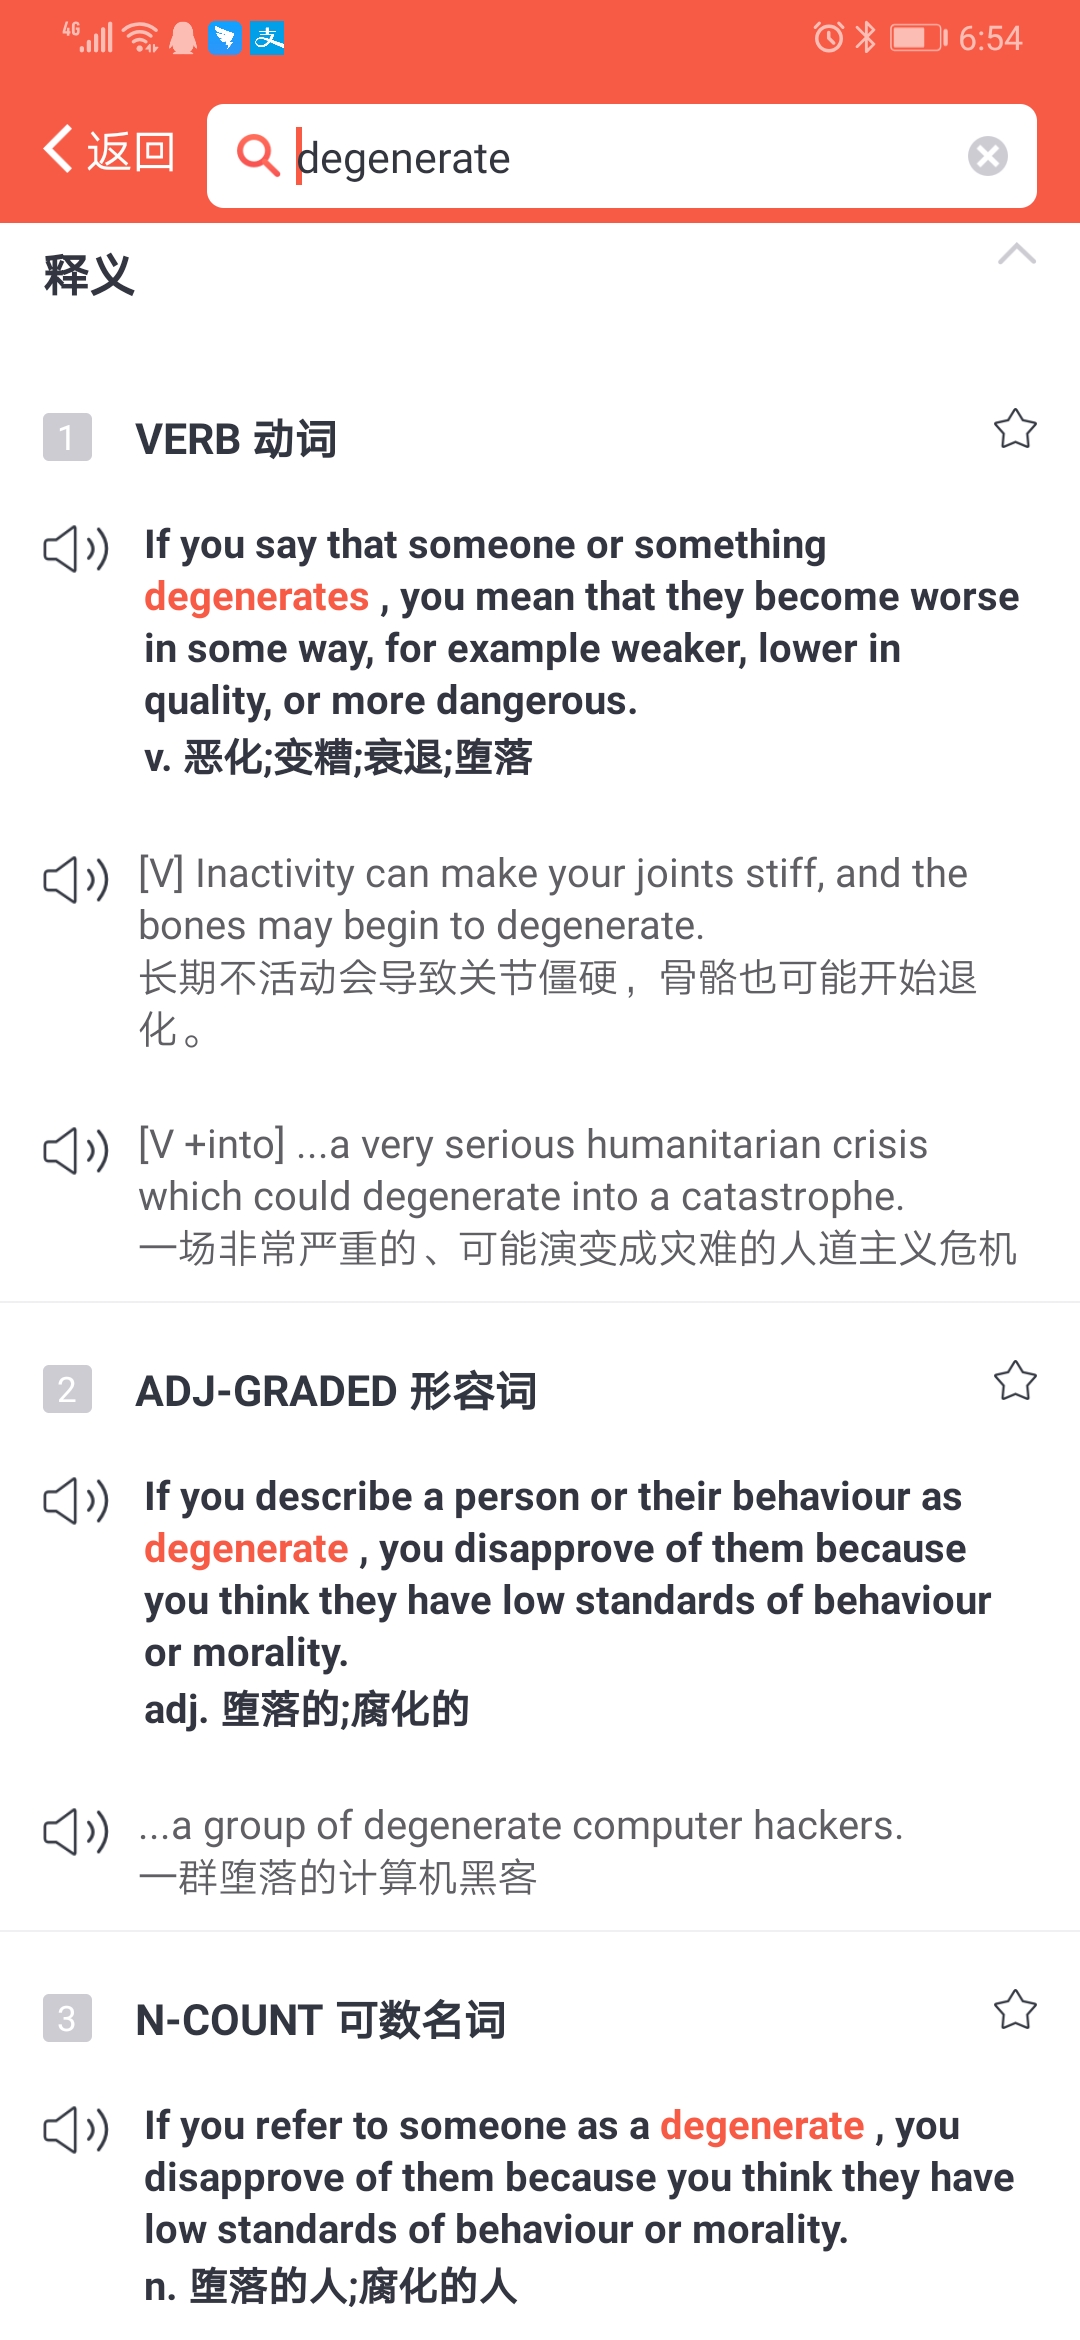 4G 6:54
返回 degenerate
释义
1 VERB 动词
If you say that someone or something
degenerates , you mean that they become worse
in some way, for example weaker, lower in
quality, or more dangerous.
v. 恶化;变糟;衰退;堕落
[V] Inactivity can make your joints stiff, and the
bones may begin to degenerate.
长期不活动会导致关节僵硬，骨骼也可能开始退
化。
[V +into] ...a very serious humanitarian crisis
which could degenerate into a catastrophe.
一场非常严重的、可能演变成灾难的人道主义危机
2 ADJ-GRADED 形容词
If you describe a person or their behaviour as
degenerate , you disapprove of them because
you think they have low standards of behaviour
or morality.
adj. 堕落的;腐化的
...a group of degenerate computer hackers.
一群堕落的计算机黑客
3 N-COUNT 可数名词
If you refer to someone as a degenerate , you
disapprove of them because you think they have
low standards of behaviour or morality.
n. 堕落的人;腐化的人